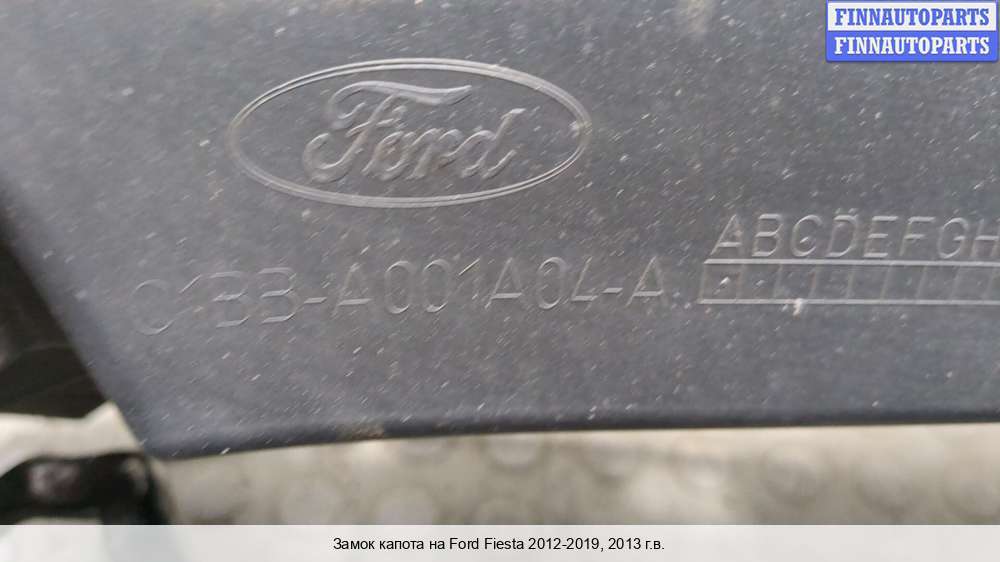 FINNAUTOPARTS
FINNAUTOPARTS
Ford
ABCDEFGH
C1BB-A001A04-A
Замок капота на Ford Fiesta 2012-2019, 2013 г.в.